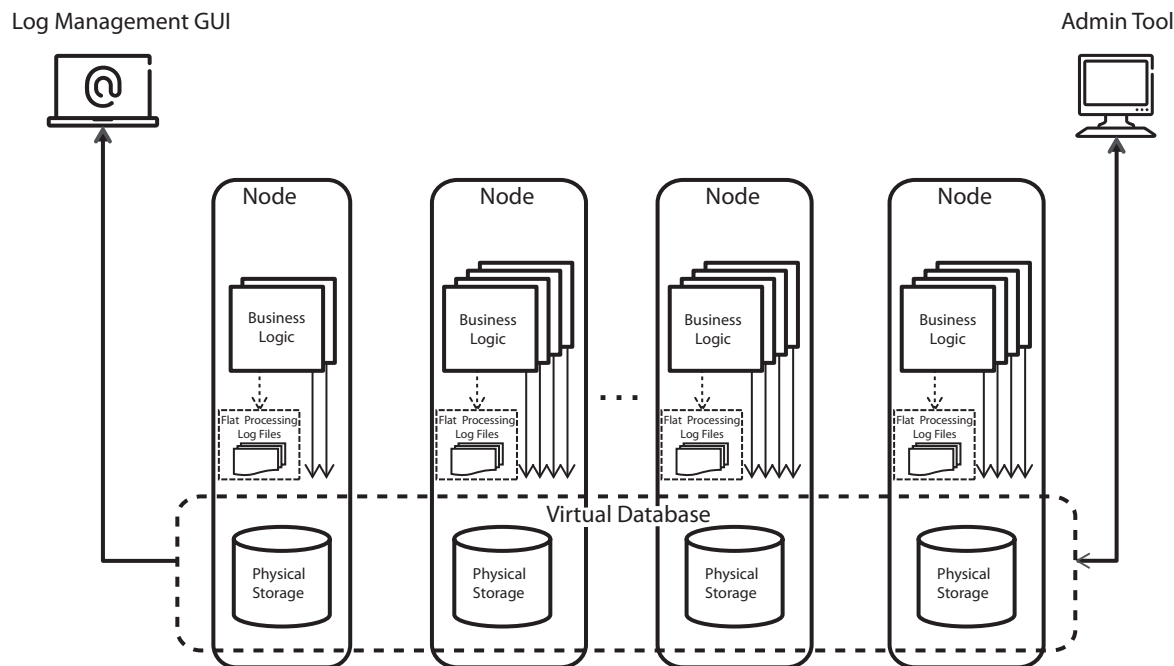 Log Management GUI
Admin Tool
Node
Node
Node
Node
Business
Logic
Business
Logic
Business
Logic
Business
Logic
Flat Processing
Log Files
Flat Processing
Log Files
Flat Processing
Log Files
Flat Processing
Log Files
...
Virtual Database
Physical
Storage
Physical
Storage
Physical
Storage
Physical
Storage